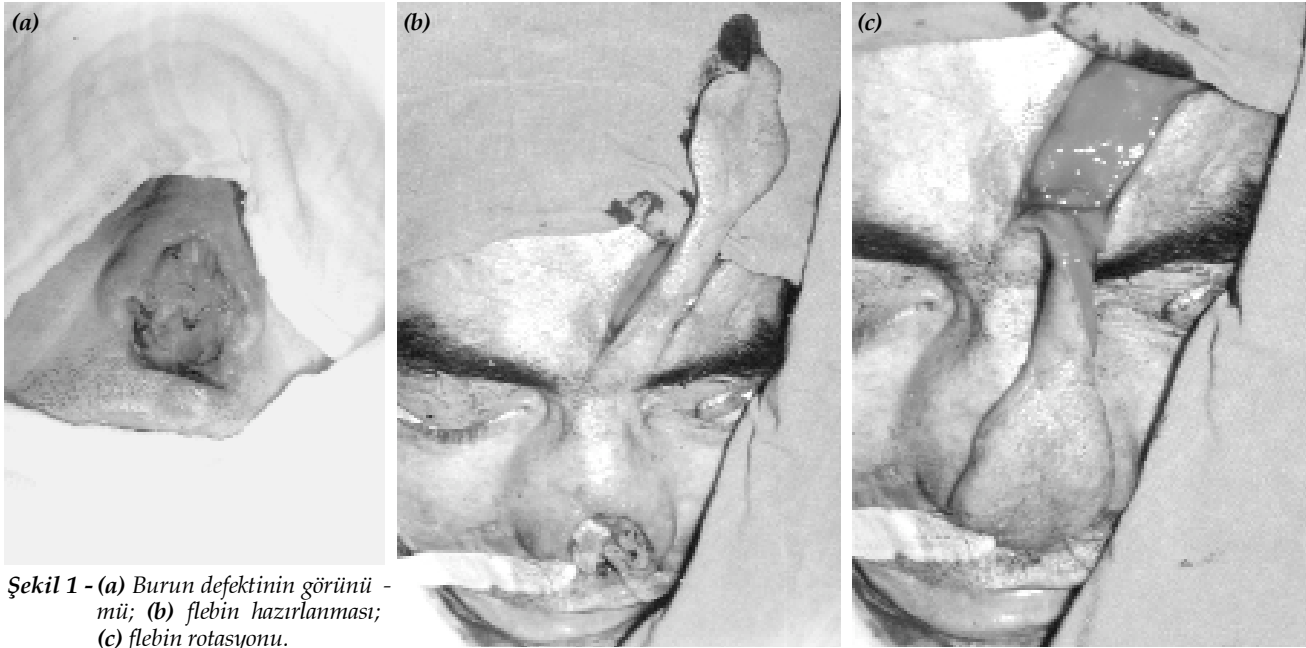 (a)
(b)
(c)
Şekil 1 - (a) Burun defektinin görünü -
mü; (b) flebin hazırlanması;
(c) flebin rotasyonu.